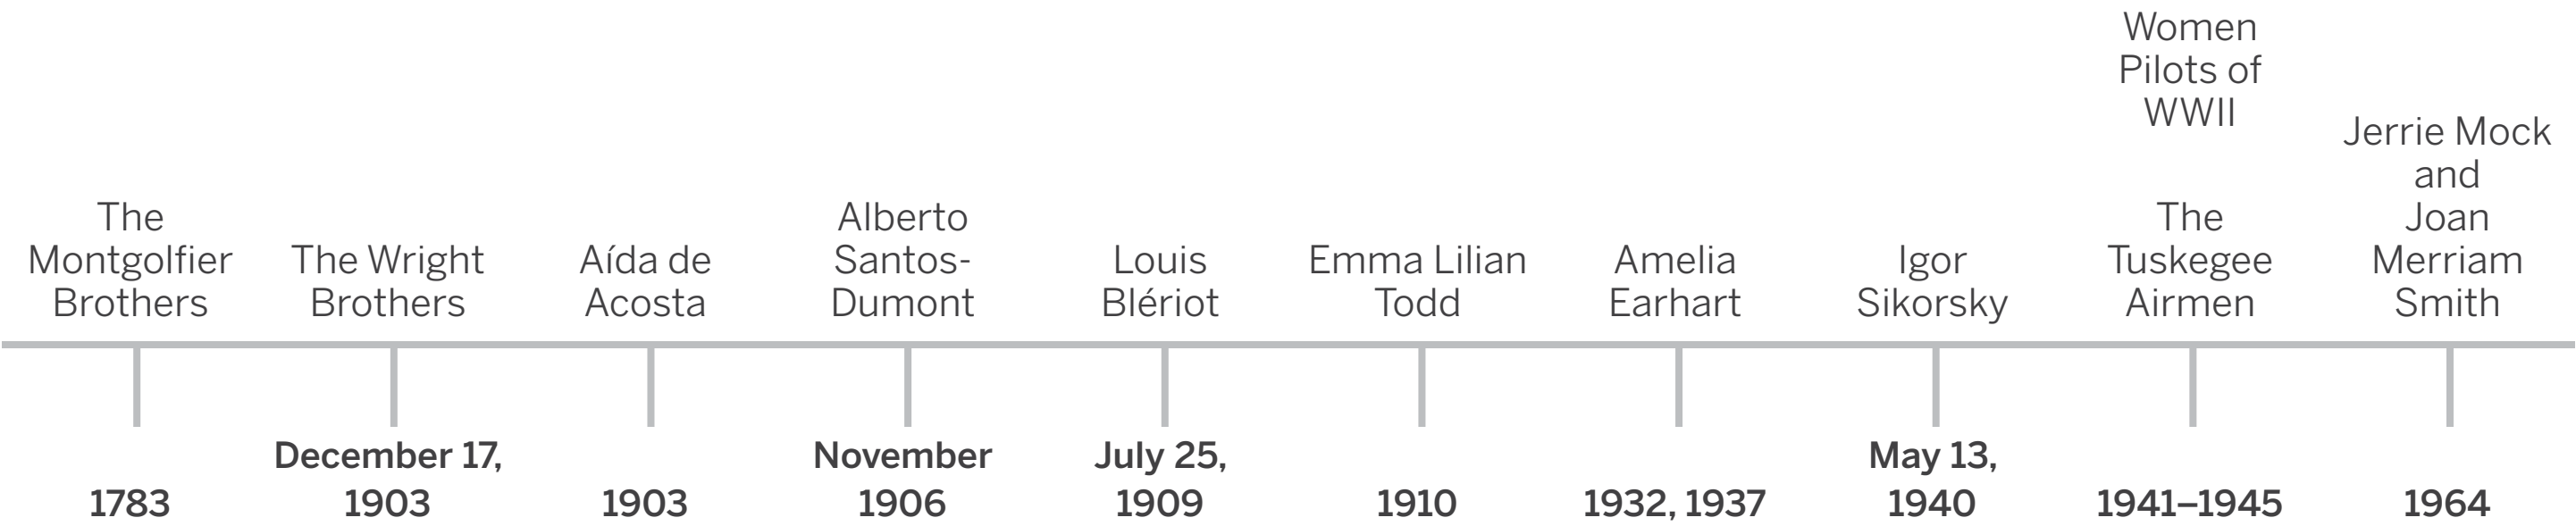 The
Montgolfier
Brothers
1783
The Wright
Brothers
December 17,
1903
Aída de
Acosta
1903
Alberto
Santos-
Dumont
November
1906
Louis
Blériot
July 25,
1909
Emma Lilian
Todd
1910
Amelia
Earhart
1932, 1937
Igor
Sikorsky
May 13,
1940
Women
Pilots of
WWII
The
Tuskegee
Airmen
1941–1945
Jerrie Mock
and
Joan
Merriam
Smith
1964